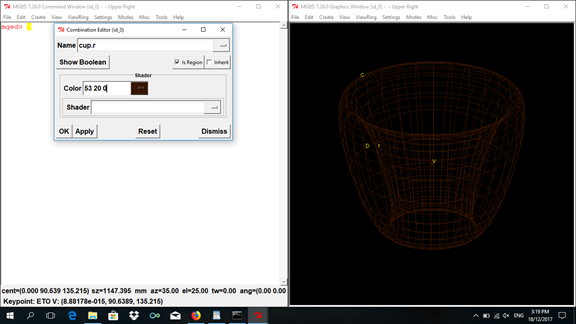 MGED 7.26.0 Command Window (id_0) - - Upper Right
File Edit Create View ViewRing Settings Modes Misc Tools Help
mged>
Combination Editor (id_0)
Name cup.r
Show Boolean
Is Region
Inherit
Shader
Color 53 20 0
Shader
OK Apply Reset Dismiss
cent=(0.000 90.639 135.215) sz=1147.395 mm az=35.00 el=25.00 tw=0.00 ang=(0.00 0.00
Keypoint: ETO V: (8.88178e-015, 90.6389, 135.215)
MGED 7.26.0 Graphics Window (id_0) - - Upper Right
File Edit Create View ViewRing Settings Modes Misc Tools Help
C
D r
V
ENG
3:19 PM
18/12/2017